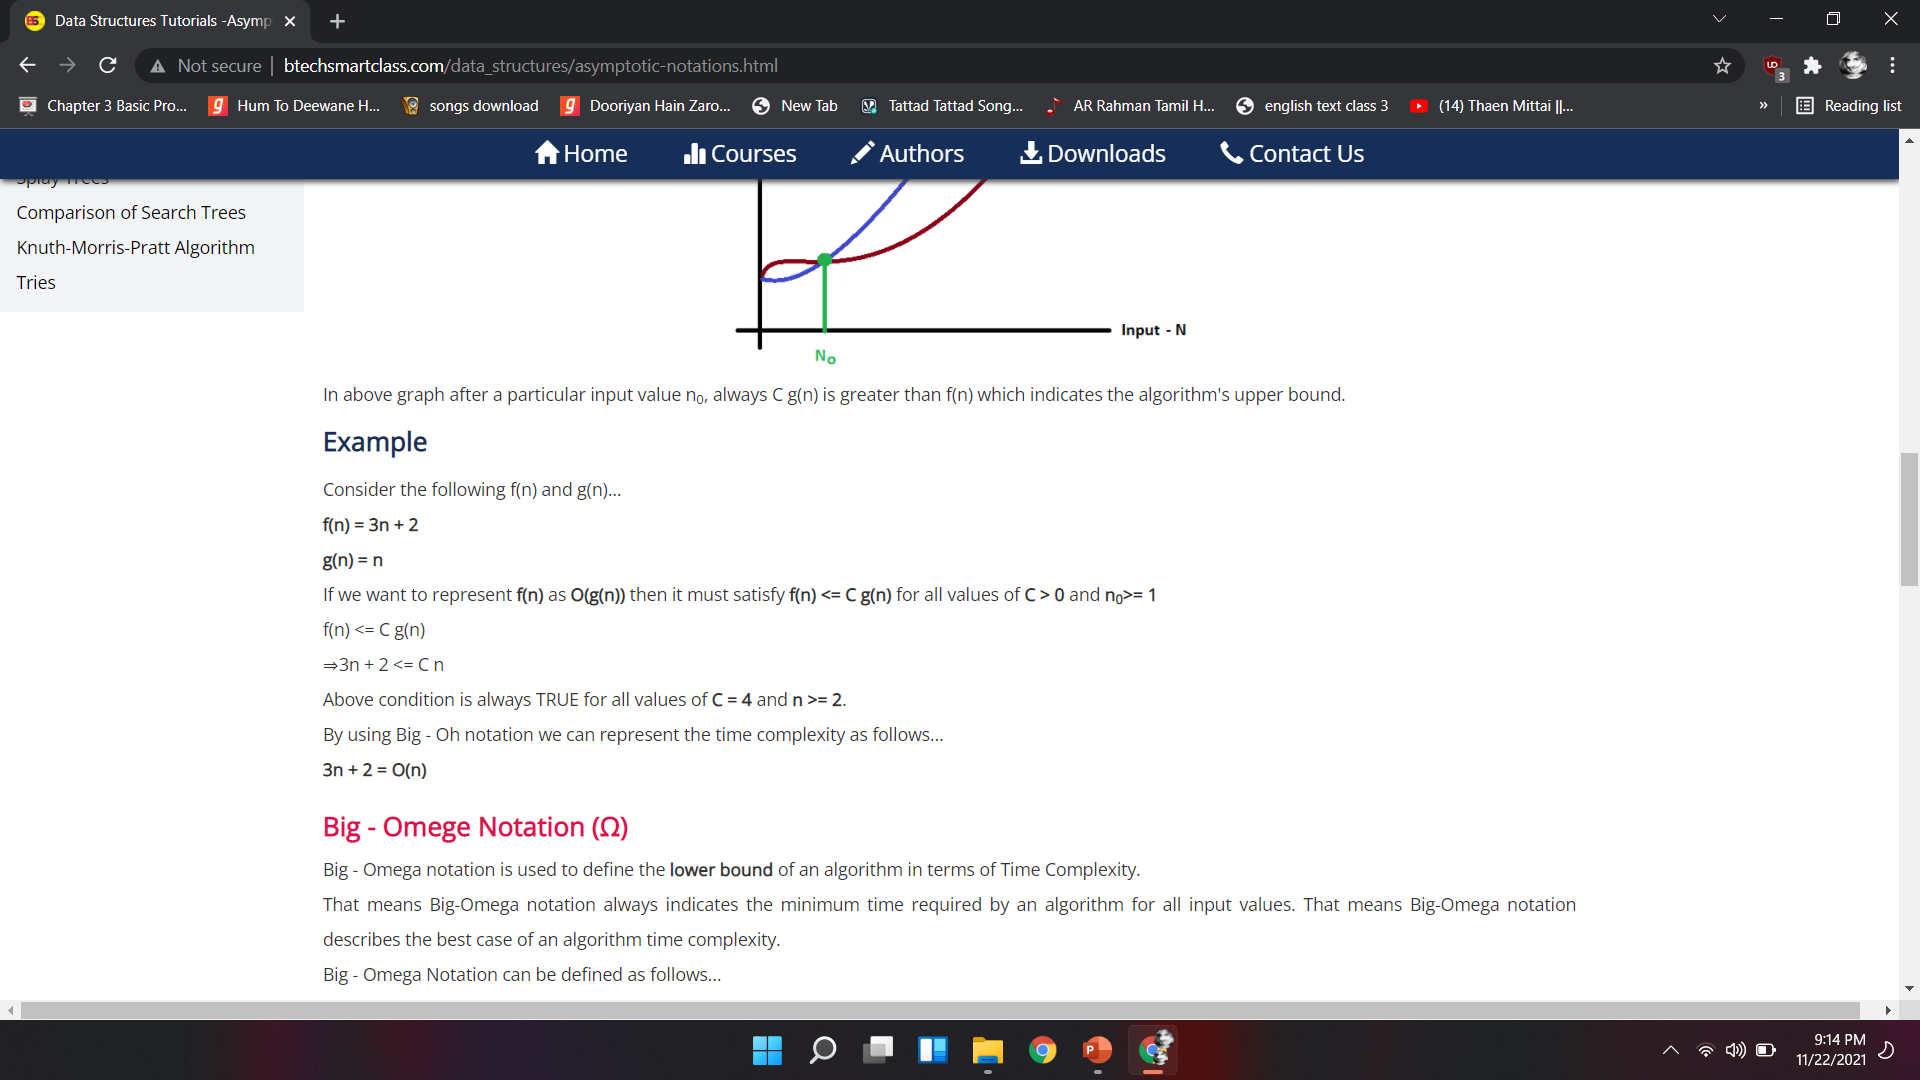 Data Structures Tutorials -Asymp
Not secure | btechsmartclass.com/data_structures/asymptotic-notations.html
3
Chapter 3 Basic Pro... Hum To Deewane H... songs download Dooriyan Hain Zaro... New Tab Tattad Tattad Song... AR Rahman Tamil H... english text class 3 (14) Thaen Mittai ||... » Reading list
Home Courses Authors Downloads Contact Us
Splay Trees
Comparison of Search Trees
Knuth-Morris-Pratt Algorithm
Tries
Input - N
N₀
In above graph after a particular input value n₀, always C g(n) is greater than f(n) which indicates the algorithm's upper bound.
Example
Consider the following f(n) and g(n)...
f(n) = 3n + 2
g(n) = n
If we want to represent f(n) as O(g(n)) then it must satisfy f(n) <= C g(n) for all values of C > 0 and n₀>= 1
f(n) <= C g(n)
⇒3n + 2 <= C n
Above condition is always TRUE for all values of C = 4 and n >= 2.
By using Big - Oh notation we can represent the time complexity as follows...
3n + 2 = O(n)
Big - Omege Notation (Ω)
Big - Omega notation is used to define the lower bound of an algorithm in terms of Time Complexity.
That means Big-Omega notation always indicates the minimum time required by an algorithm for all input values. That means Big-Omega notation
describes the best case of an algorithm time complexity.
Big - Omega Notation can be defined as follows...
9:14 PM
11/22/2021